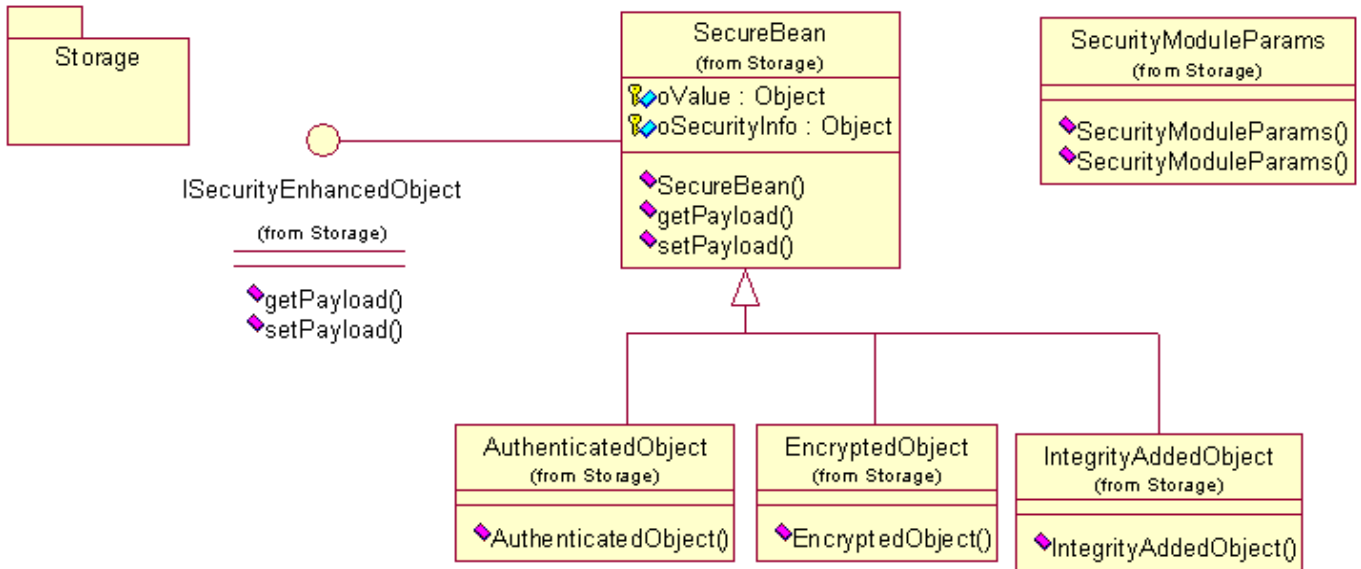 Storage
SecureBean
(from Storage)
oValue : Object
oSecurityInfo : Object
SecureBean()
getPayload()
setPayload()
SecurityModuleParams
(from Storage)
SecurityModuleParams()
SecurityModuleParams()
ISecurityEnhancedObject
(from Storage)
getPayload()
setPayload()
AuthenticatedObject
(from Storage)
AuthenticatedObject()
EncryptedObject
(from Storage)
EncryptedObject()
IntegrityAddedObject
(from Storage)
IntegrityAddedObject()